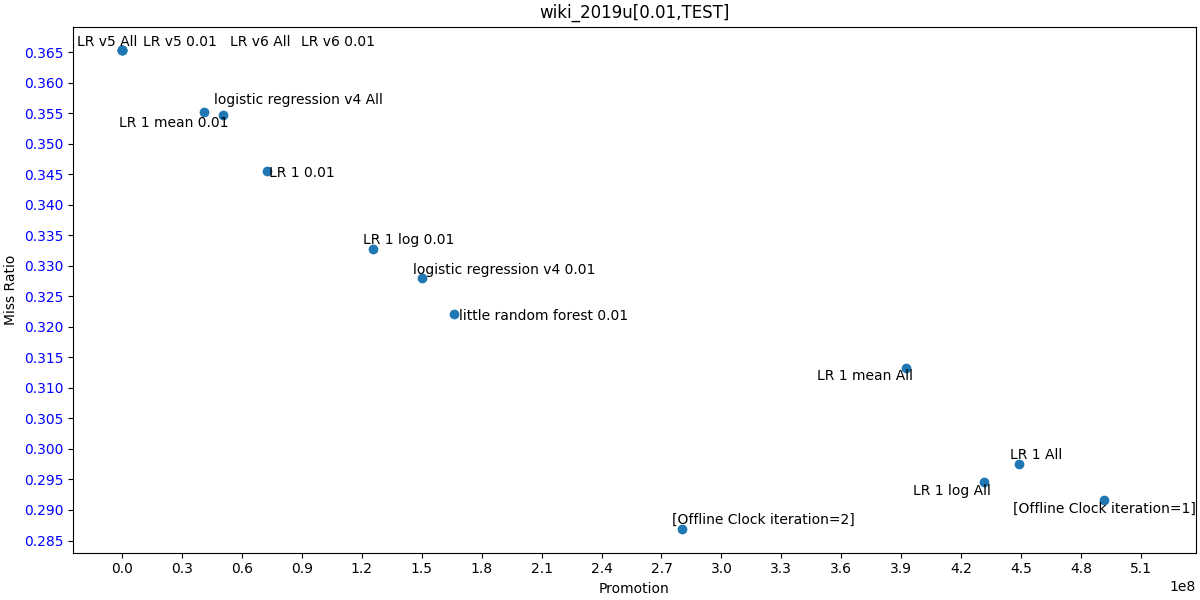 wiki_2019u[0.01,TEST]
LR v5 All LR v5 0.01 LR v6 All LR v6 0.01
logistic regression v4 All
LR 1 mean 0.01
LR 1 0.01
LR 1 log 0.01
logistic regression v4 0.01
little random forest 0.01
LR 1 mean All
LR 1 All
LR 1 log All
[Offline Clock iteration=1]
[Offline Clock iteration=2]
Miss Ratio
0.365
0.360
0.355
0.350
0.345
0.340
0.335
0.330
0.325
0.320
0.315
0.310
0.305
0.300
0.295
0.290
0.285
0.0 0.3 0.6 0.9 1.2 1.5 1.8 2.1 2.4 2.7 3.0 3.3 3.6 3.9 4.2 4.5 4.8 5.1
1e8
Promotion